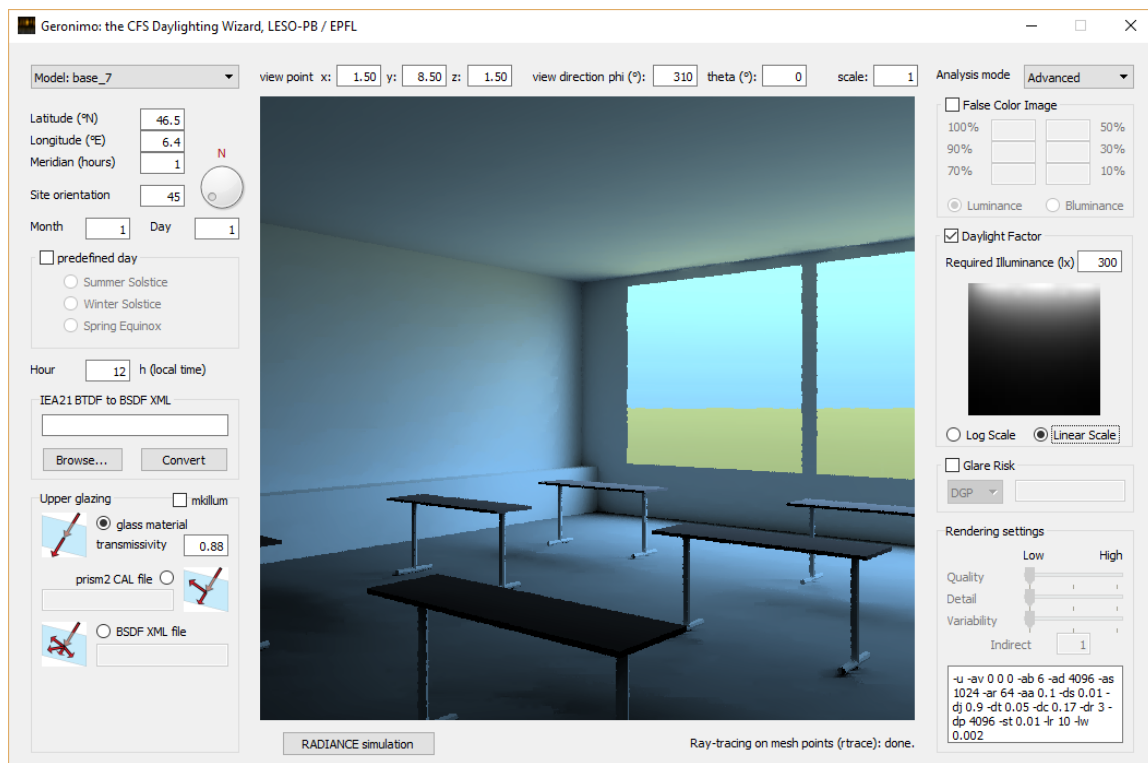 Geronimo: the CFS Daylighting Wizard, LESO-PB / EPFL
Model: base_7
view point x: 1.50 y: 8.50 z: 1.50 view direction phi (°): 310 theta (°): 0 scale: 1
Analysis mode Advanced
Latitude (°N) 46.5
Longitude (°E) 6.4
Meridian (hours) 1
N
Site orientation 45
Month 1 Day 1
predefined day
Summer Solstice
Winter Solstice
Spring Equinox
Hour 12 h (local time)
IEA21 BTDF to BSDF XML
Browse... Convert
Upper glazing mkillum
glass material
transmissivity 0.88
prism2 CAL file
BSDF XML file
RADIANCE simulation
Ray-tracing on mesh points (rtrace): done.
False Color Image
100% 50%
90% 30%
70% 10%
Luminance Illuminance
Daylight Factor
Required Illuminance (lx) 300
Log Scale Linear Scale
Glare Risk
DGP
Rendering settings
Low High
Quality
Detail
Variability
Indirect 1
-u -av 0 0 0 -ab 6 -ad 4096 -as
1024 -ar 64 -aa 0.1 -ds 0.01 -
dj 0.9 -dt 0.05 -dc 0.17 -dr 3 -
dp 4096 -st 0.01 -lr 10 -lw
0.002